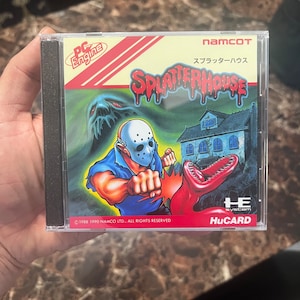 PC Engine
namcot
スプラッターハウス
SPLATTERHOUSE
© 1988 1990 NAMCO LTD., ALL RIGHTS RESERVED
HE SYSTEM
HuCARD